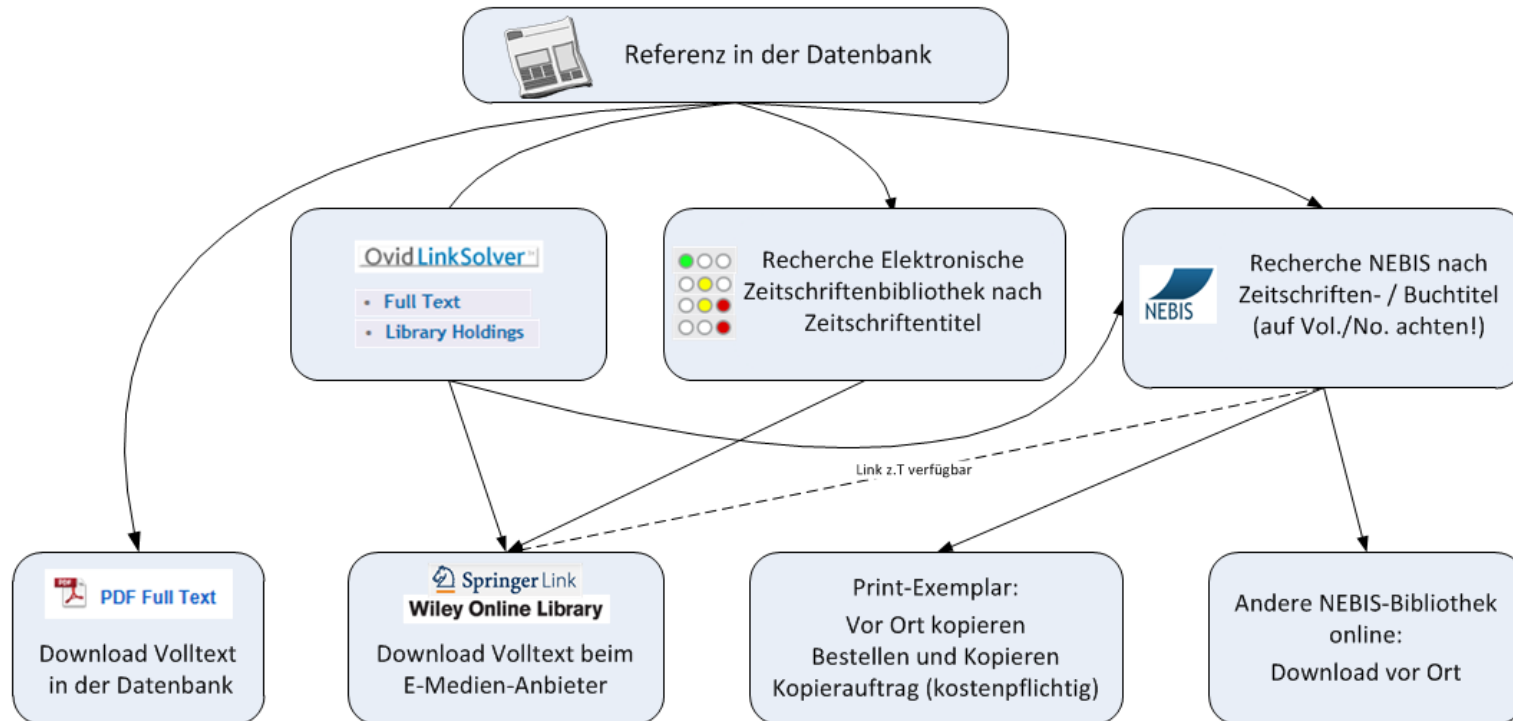 Referenz in der Datenbank
Ovid LinkSolver
• Full Text
• Library Holdings
Recherche Elektronische
Zeitschriftenbibliothek nach
Zeitschriftentitel
NEBIS
Recherche NEBIS nach
Zeitschriften- / Buchtitel
(auf Vol./No. achten!)
Link z.T verfügbar
PDF
PDF Full Text
Download Volltext
in der Datenbank
Springer Link
Wiley Online Library
Download Volltext beim
E-Medien-Anbieter
Print-Exemplar:
Vor Ort kopieren
Bestellen und Kopieren
Kopierauftrag (kostenpflichtig)
Andere NEBIS-Bibliothek
online:
Download vor Ort